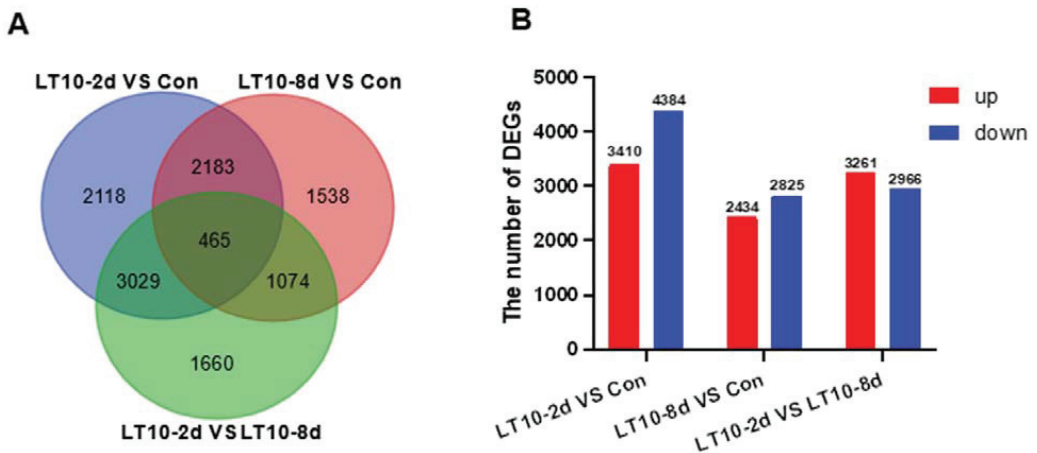 A
LT10-2d VS Con
LT10-8d VS Con
2183
2118
1538
465
3029
1074
1660
LT10-2d VS LT10-8d
B
The number of DEGs
5000
4000
3000
2000
1000
0
3410
4384
2434
2825
3261
2966
LT10-2d VS Con
LT10-8d VS Con
LT10-2d VS LT10-8d
up
down